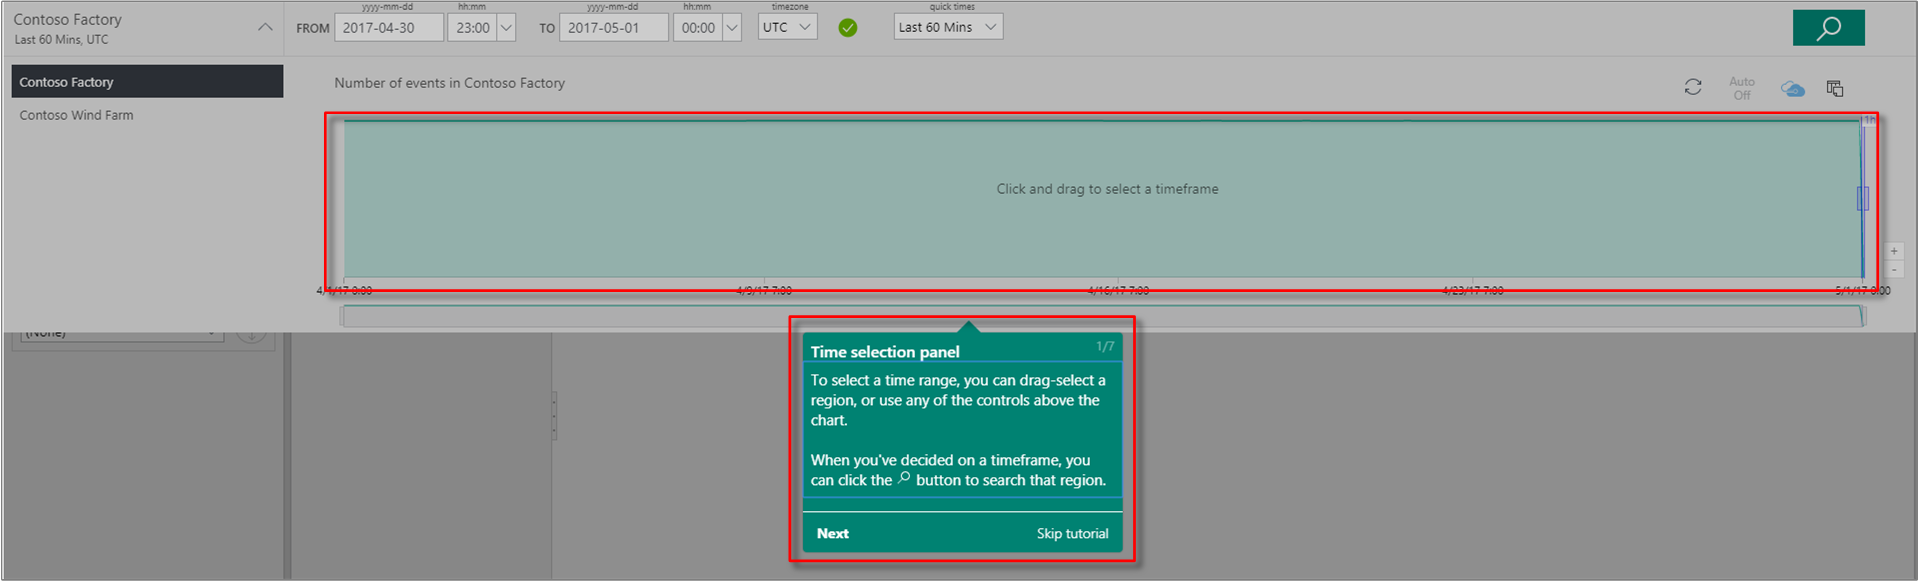 Contoso Factory
Last 60 Mins, UTC
yyyy-mm-dd hh:mm yyyy-mm-dd hh:mm timezone quick times
FROM 2017-04-30 23:00 TO 2017-05-01 00:00 UTC Last 60 Mins
Contoso Factory
Contoso Wind Farm
Number of events in Contoso Factory
Auto
Off
1h
Click and drag to select a timeframe
+
-
4/1/17 0:00 4/9/17 7:00 4/16/17 7:00 4/23/17 7:00 5/1/17 0:00
(None)
Time selection panel 1/7
To select a time range, you can drag-select a
region, or use any of the controls above the
chart.
When you've decided on a timeframe, you
can click the button to search that region.
Next Skip tutorial